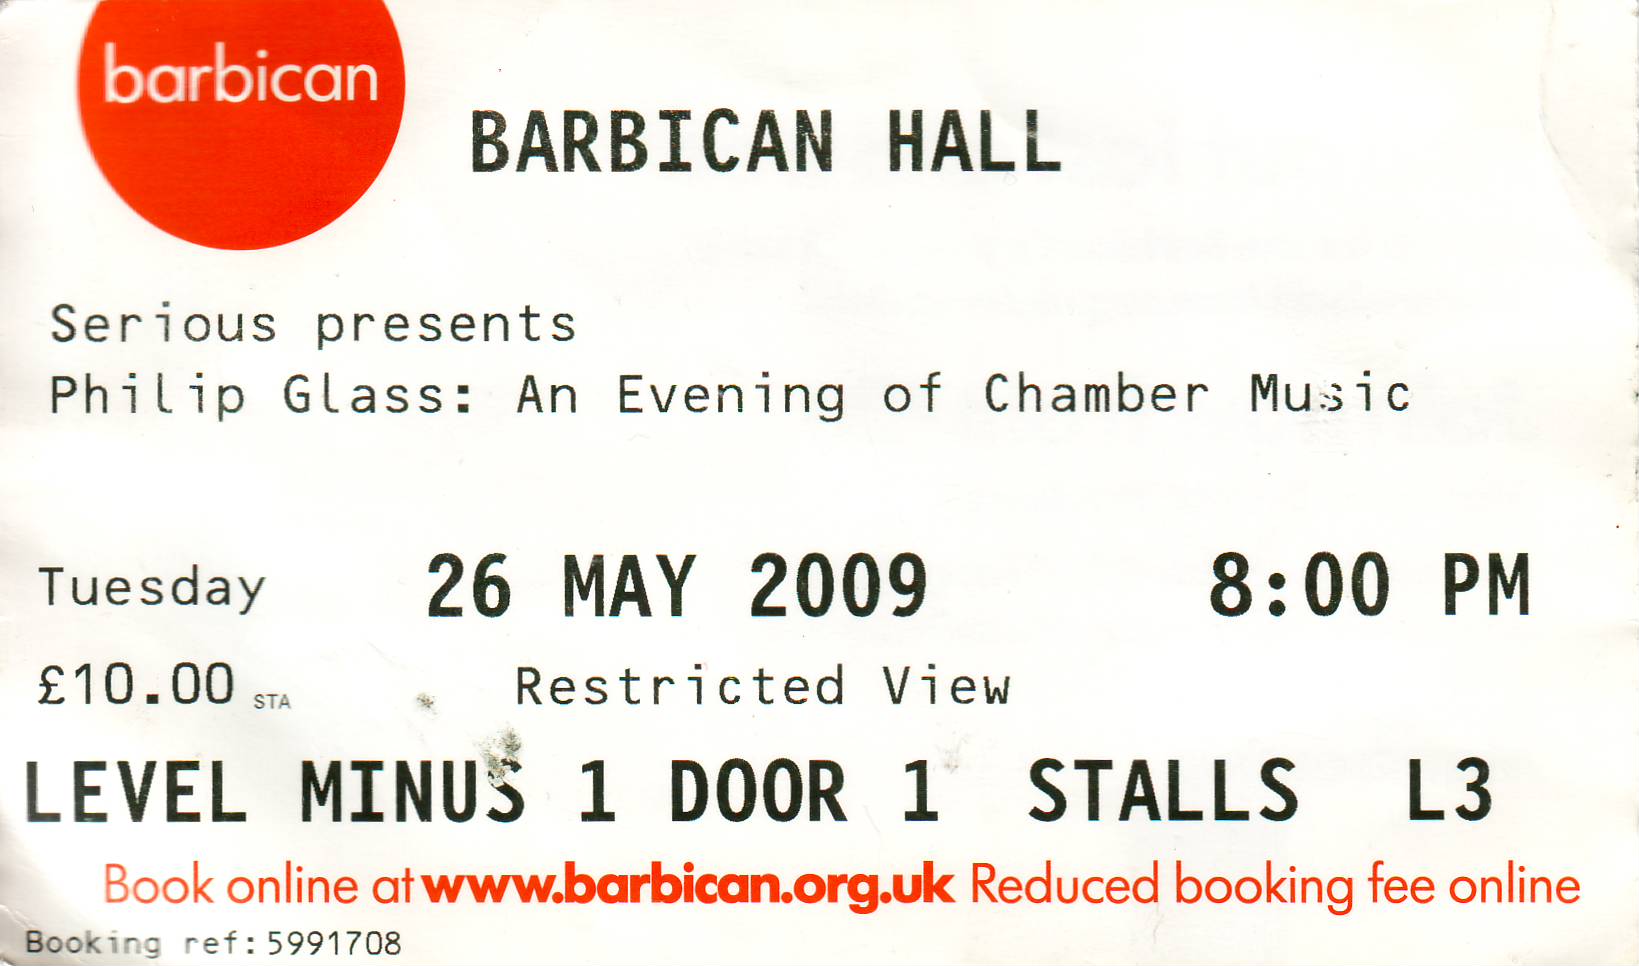 barbican
BARBICAN HALL
Serious presents
Philip Glass: An Evening of Chamber Music
Tuesday 26 MAY 2009 8:00 PM
£10.00 STA Restricted View
LEVEL MINUS 1 DOOR 1 STALLS L3
Book online at www.barbican.org.uk Reduced booking fee online
Booking ref:5991708